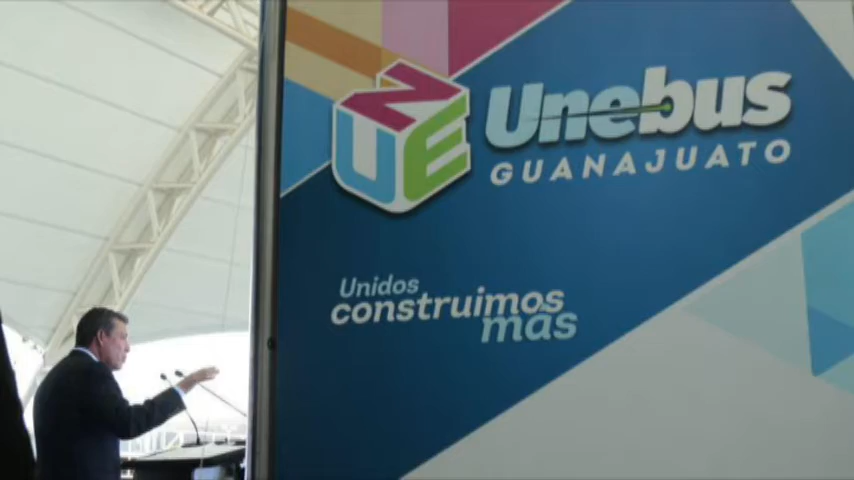 UNE
Unebus
GUANAJUATO
Unidos
construimos
más